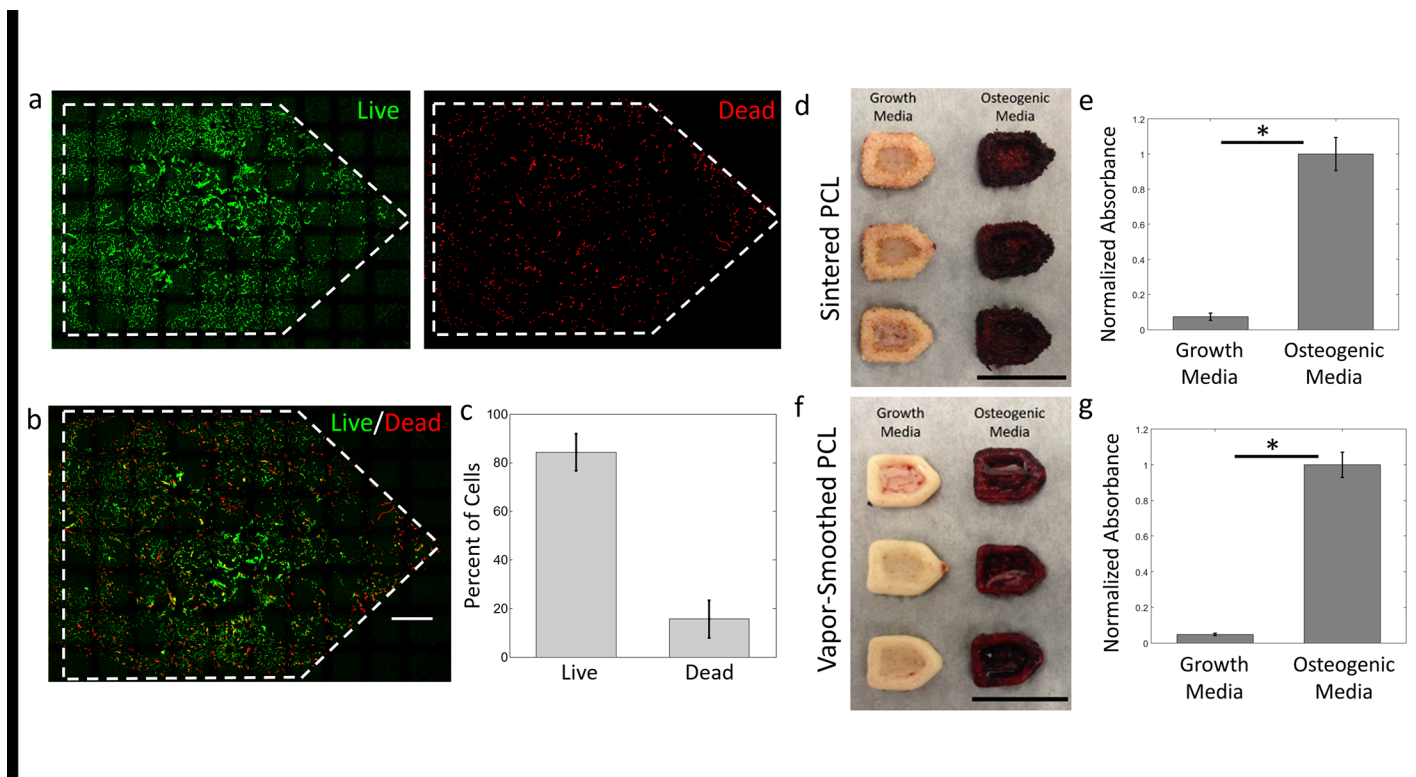 a
Live
Dead
b
Live/Dead
c
Percent of Cells
100
80
60
40
20
0
Live
Dead
d
Growth
Media
Osteogenic
Media
Sintered PCL
e
Normalized Absorbance
1.2
1
0.8
0.6
0.4
0.2
0
*
Growth
Media
Osteogenic
Media
f
Growth
Media
Osteogenic
Media
Vapor-Smoothed PCL
g
Normalized Absorbance
1.2
1
0.8
0.6
0.4
0.2
0
*
Growth
Media
Osteogenic
Media